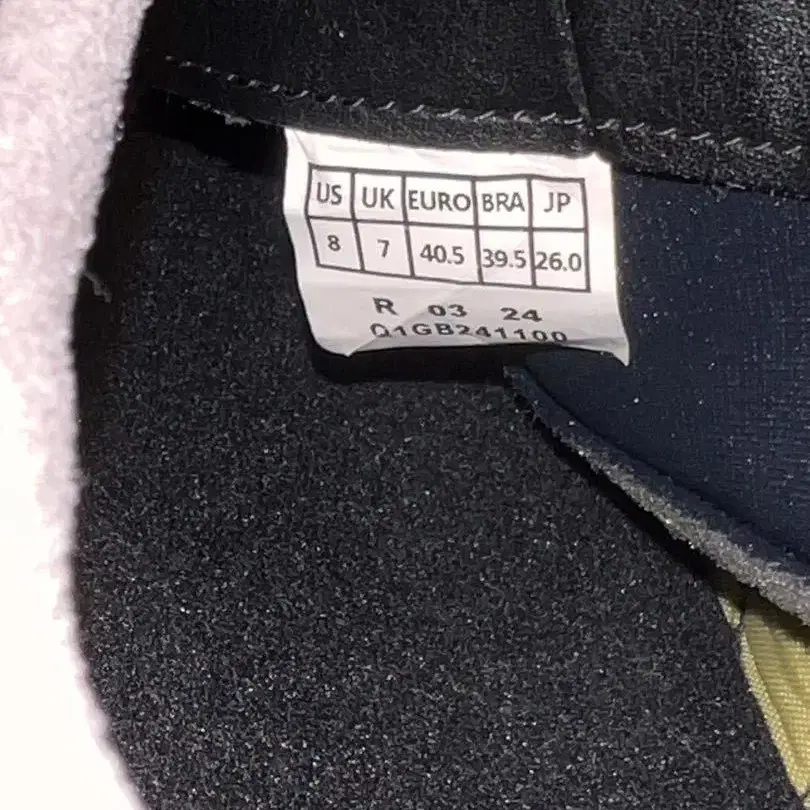 US UK EURO BRA JP
8 7 40.5 39.5 26.0
R 03 24
Q1GB241100